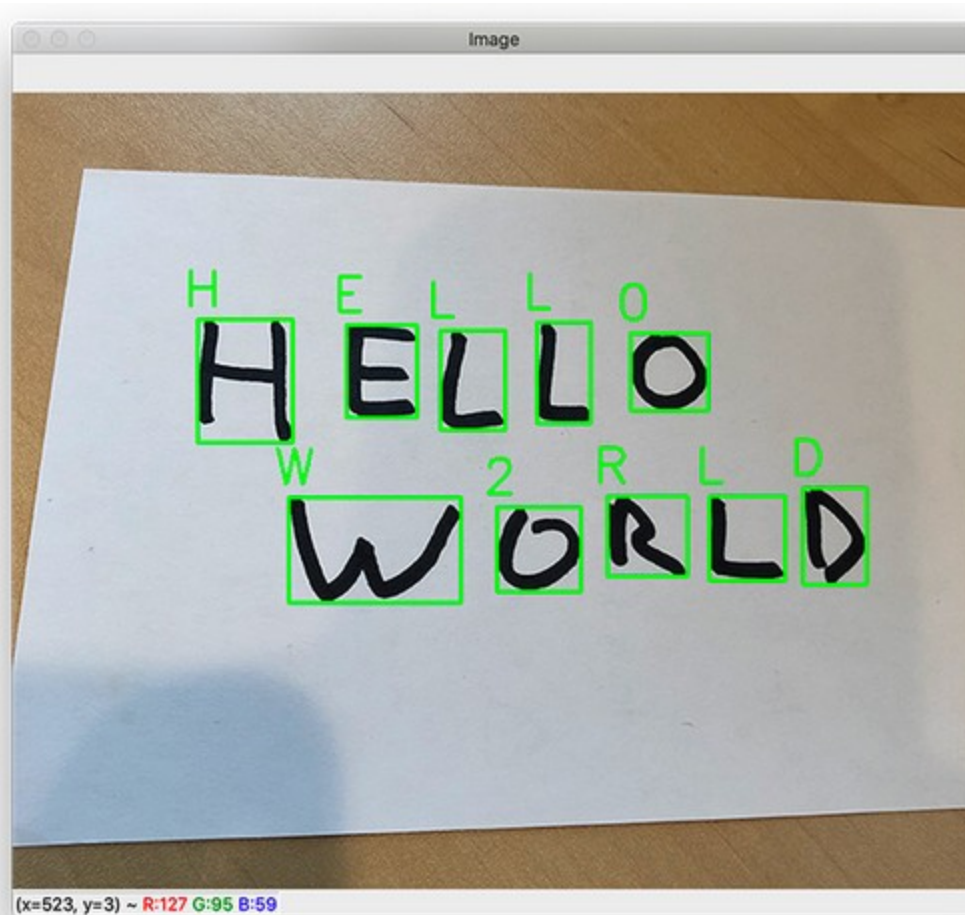 Image
H E L L O
HELLO
W 2 R L D
WORLD
(x=523, y=3) ~ R:127 G:95 B:59